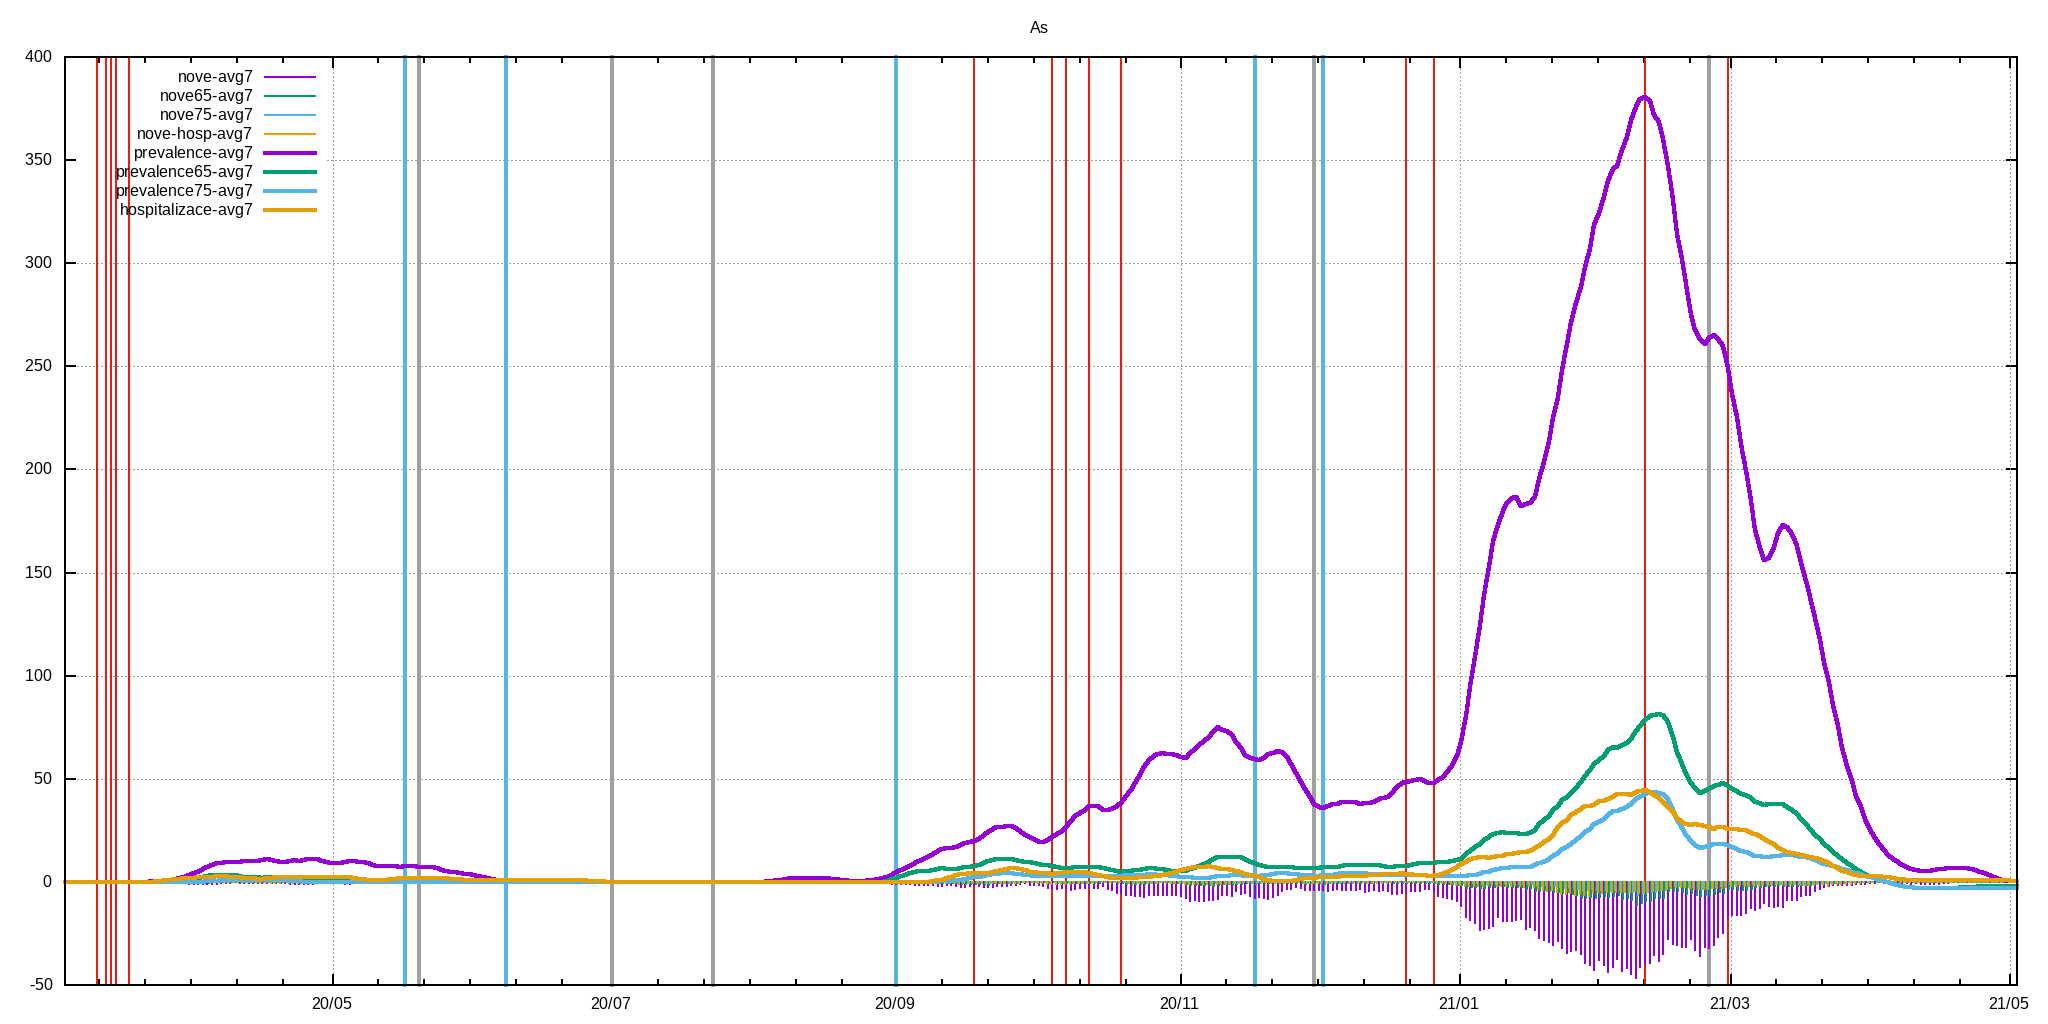 As
400
350
300
250
200
150
100
50
0
-50
nove-avg7
nove65-avg7
nove75-avg7
nove-hosp-avg7
prevalence-avg7
prevalence65-avg7
prevalence75-avg7
hospitalizace-avg7
20/05
20/07
20/09
20/11
21/01
21/03
21/05